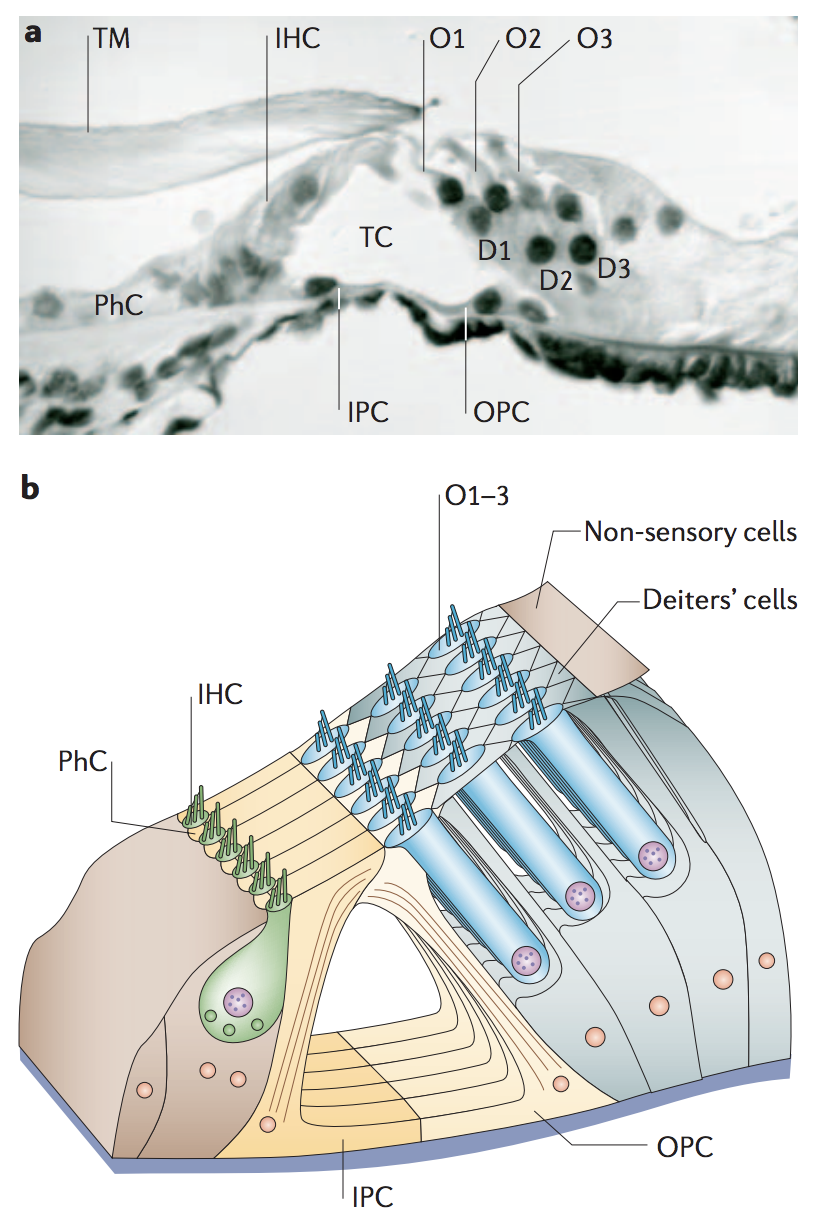 a
TM
IHC
O1
O2
O3
TC
D1
D2
D3
PhC
IPC
OPC
b
O1–3
Non-sensory cells
Deiters’ cells
IHC
PhC
OPC
IPC